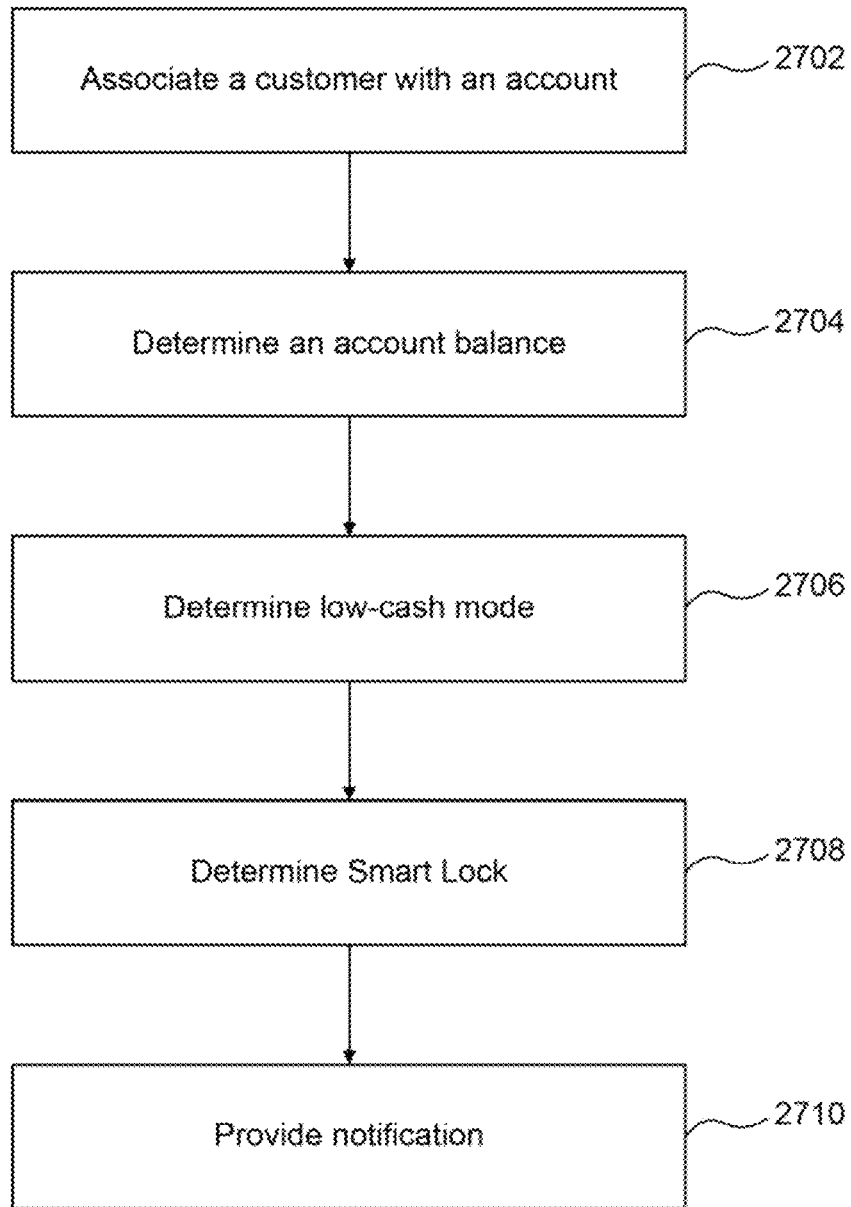 Associate a customer with an account
2702
Determine an account balance
2704
Determine low-cash mode
2706
Determine Smart Lock
2708
Provide notification
2710